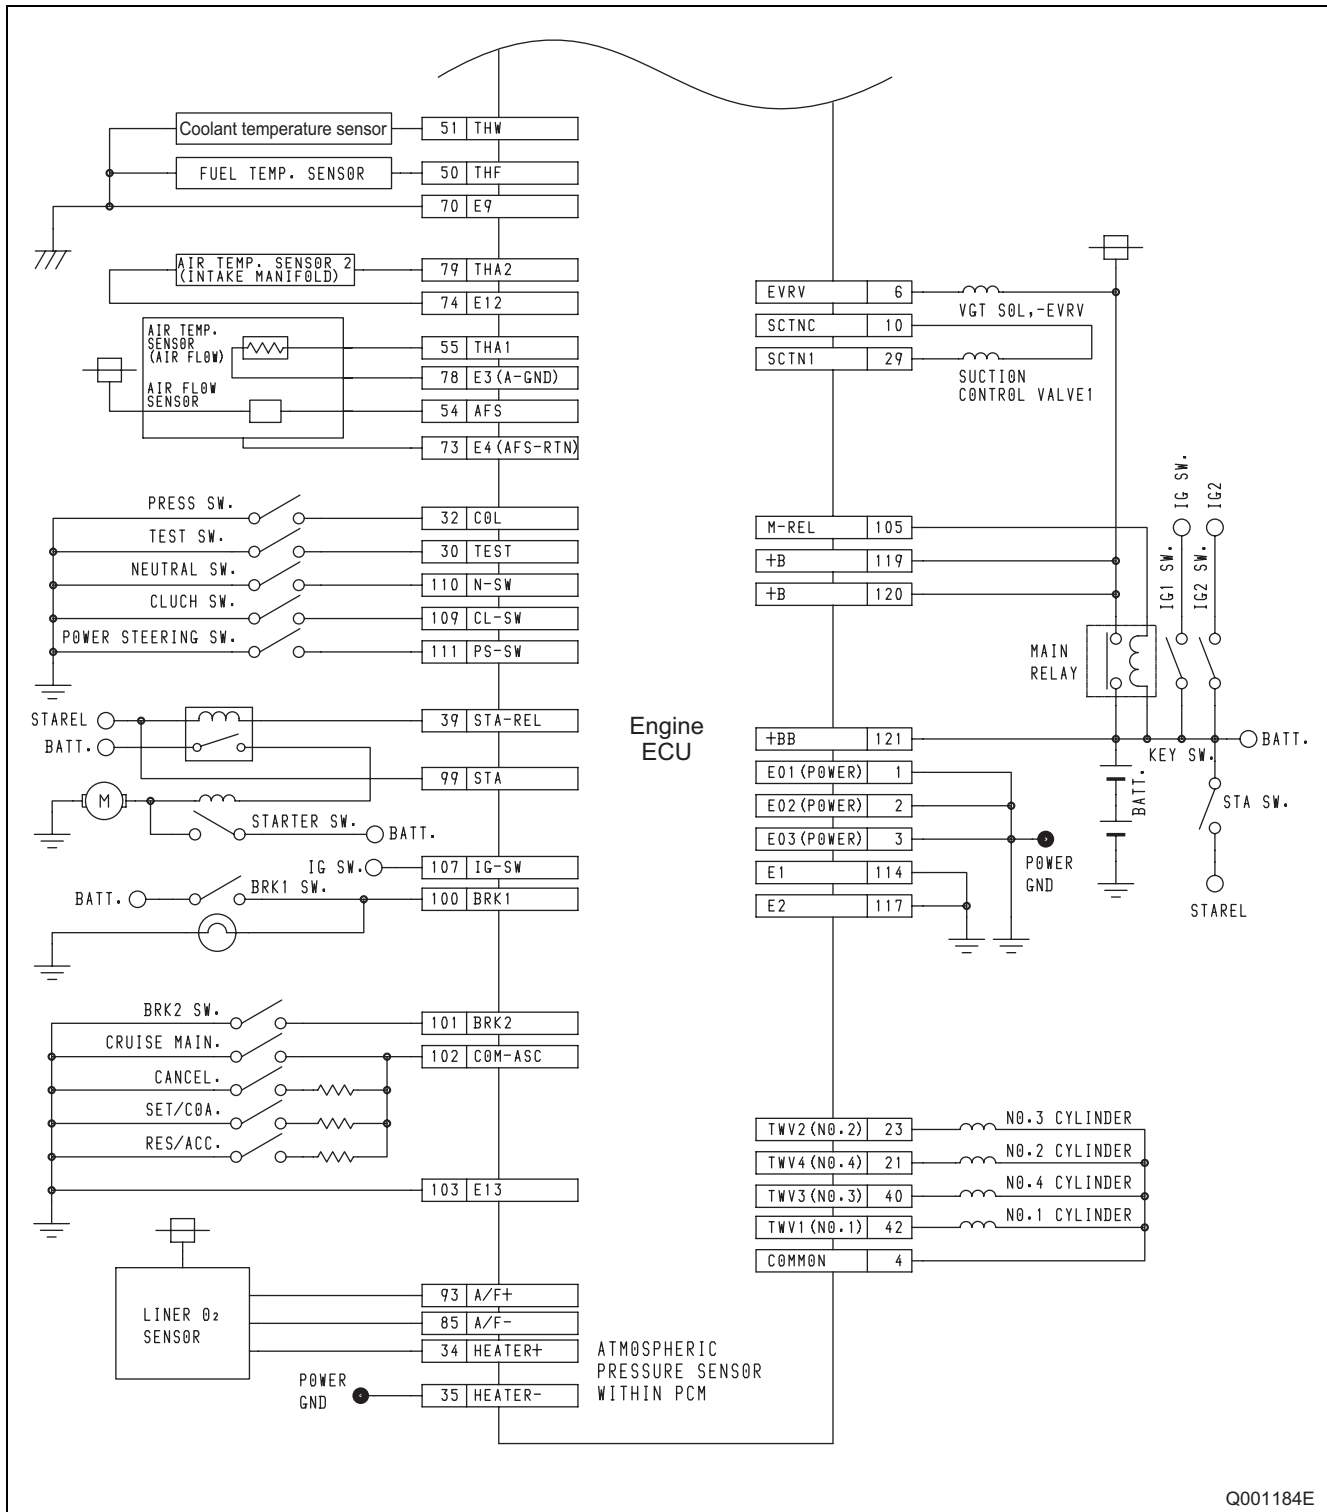 Coolant temperature sensor
51 THW
FUEL TEMP. SENSOR
50 THF
70 E9
AIR TEMP. SENSOR 2
(INTAKE MANIFOLD)
79 THA2
74 E12
AIR TEMP.
SENSOR
(AIR FLOW)
55 THA1
78 E3(A-GND)
AIR FLOW
SENSOR
54 AFS
73 E4(AFS-RTN)
PRESS SW.
32 COL
TEST SW.
30 TEST
NEUTRAL SW.
110 N-SW
CLUCH SW.
109 CL-SW
POWER STEERING SW.
111 PS-SW
STAREL
39 STA-REL
BATT.
99 STA
M
STARTER SW.
BATT.
IG SW.
107 IG-SW
BATT.
BRK1 SW.
100 BRK1
BRK2 SW.
101 BRK2
CRUISE MAIN.
102 COM-ASC
CANCEL.
SET/COA.
RES/ACC.
103 E13
LINER O₂
SENSOR
93 A/F+
85 A/F-
34 HEATER+
POWER
GND
35 HEATER-
ATMOSPHERIC
PRESSURE SENSOR
WITHIN PCM
Engine
ECU
EVRV 6
VGT SOL,-EVRV
SCTNC 10
SCTN1 29
SUCTION
CONTROL VALVE1
M-REL 105
+B 119
+B 120
MAIN
RELAY
IG1 SW.
IG SW.
IG2 SW.
IG2
+BB 121
KEY SW.
BATT.
E01(POWER) 1
E02(POWER) 2
E03(POWER) 3
POWER
GND
BATT.
STA SW.
STAREL
E1 114
E2 117
TWV2(NO.2) 23
NO.3 CYLINDER
TWV4(NO.4) 21
NO.2 CYLINDER
TWV3(NO.3) 40
NO.4 CYLINDER
TWV1(NO.1) 42
NO.1 CYLINDER
COMMON 4
Q001184E